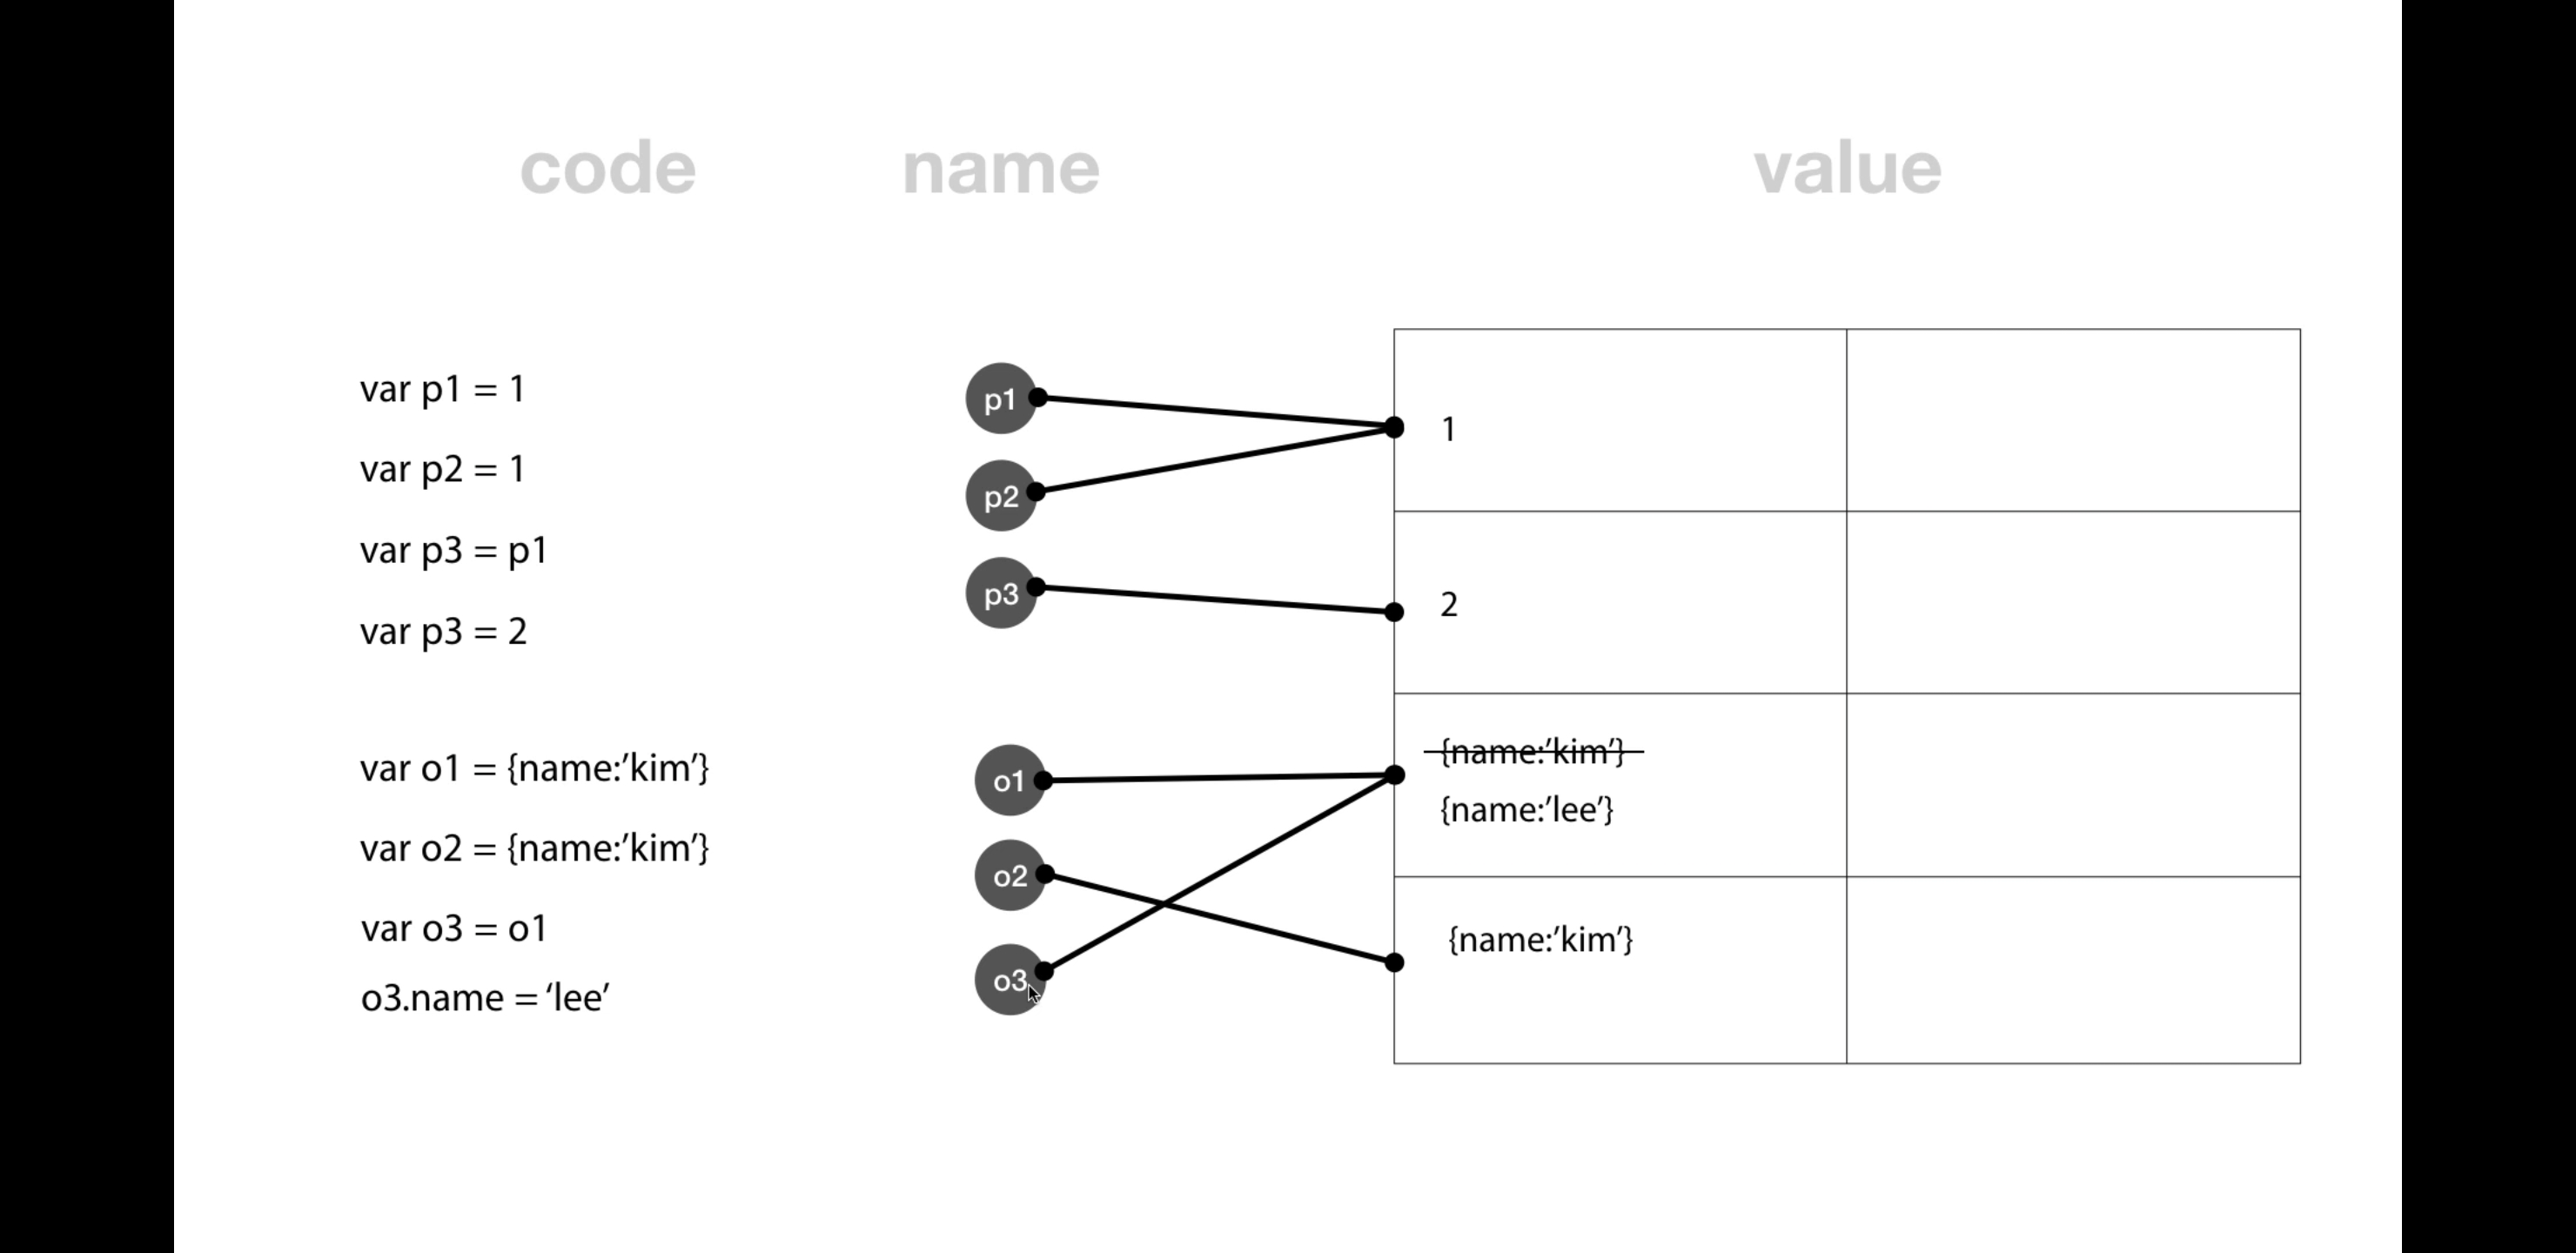 code name value
var p1 = 1
var p2 = 1
var p3 = p1
var p3 = 2
var o1 = {name:’kim’}
var o2 = {name:’kim’}
var o3 = o1
o3.name = ‘lee’
p1
p2
p3
o1
o2
o3
1
2
{name:’kim’}
{name:’lee’}
{name:’kim’}